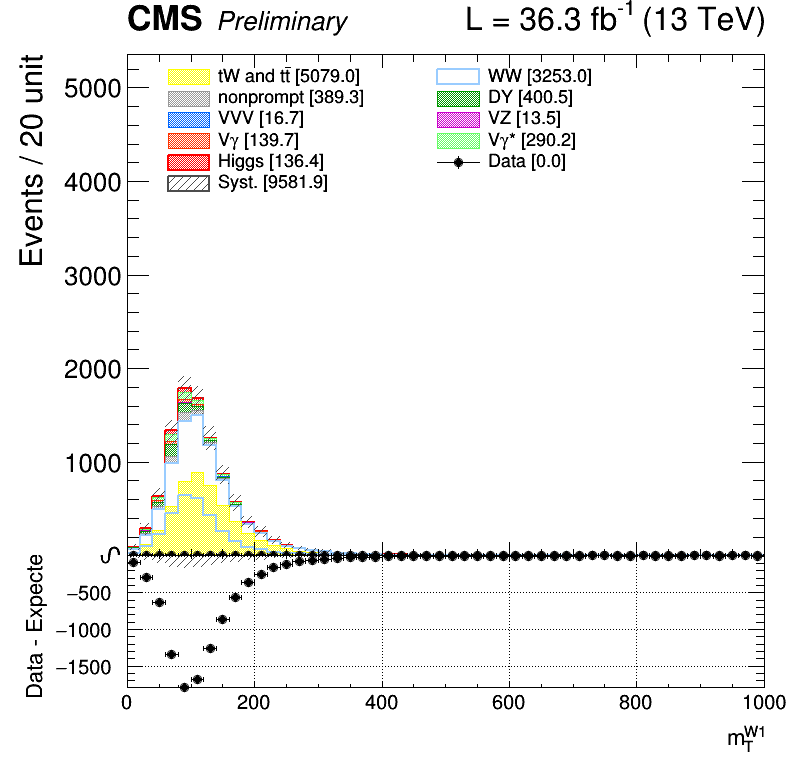 CMS Preliminary L = 36.3 fb⁻¹ (13 TeV)
Events / 20 unit
5000
4000
3000
2000
1000
0
tW and tt̄ [5079.0]
nonprompt [389.3]
VVV [16.7]
Vγ [139.7]
Higgs [136.4]
Syst. [9581.9]
WW [3253.0]
DY [400.5]
VZ [13.5]
Vγ* [290.2]
Data [0.0]
Data - Expecte
0
−500
−1000
−1500
0 200 400 600 800 1000
m_T^W1